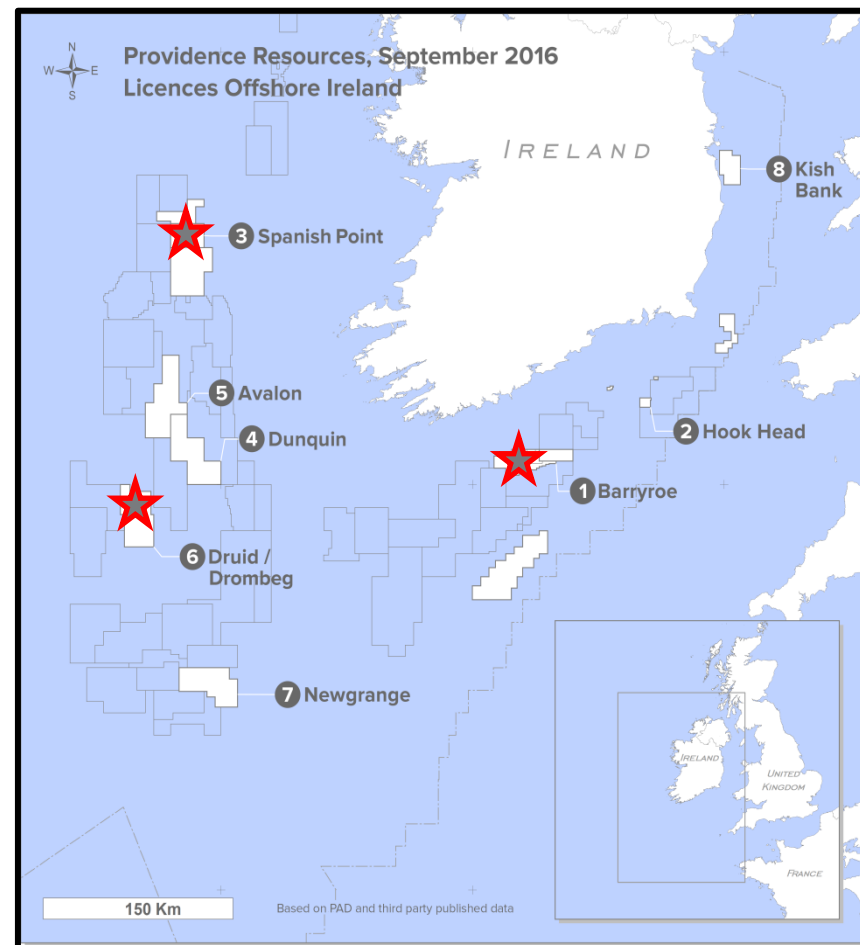 N
W E
S
Providence Resources, September 2016
Licences Offshore Ireland
IRELAND
8 Kish
Bank
3 Spanish Point
5 Avalon
4 Dunquin
2 Hook Head
1 Barryroe
6 Druid /
Drombeg
7 Newgrange
IRELAND
UNITED
KINGDOM
FRANCE
150 Km
Based on PAD and third party published data